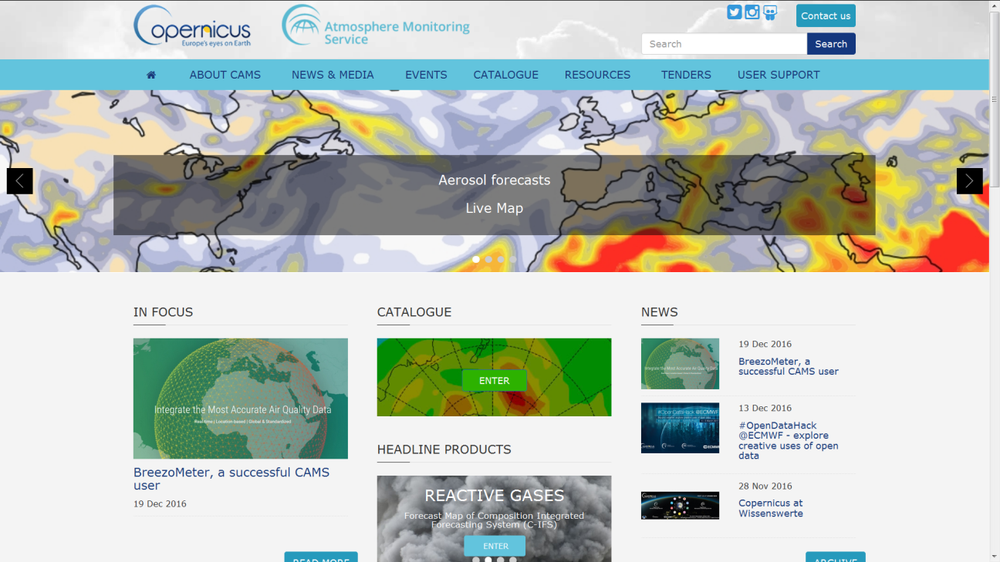 Copernicus
Europe's eyes on Earth
Atmosphere Monitoring
Service
Contact us
Search
Search
ABOUT CAMS
NEWS & MEDIA
EVENTS
CATALOGUE
RESOURCES
TENDERS
USER SUPPORT
Aerosol forecasts
Live Map
IN FOCUS
Integrate the Most Accurate Air Quality Data
Real-time | Location-based | Global & Standardized
BreezoMeter, a successful CAMS
user
19 Dec 2016
READ MORE
CATALOGUE
ENTER
HEADLINE PRODUCTS
REACTIVE GASES
Forecast Map of Composition Integrated
Forecasting System (C-IFS)
ENTER
NEWS
Integrate the Most Accurate Air Quality Data
19 Dec 2016
BreezoMeter, a
successful CAMS user
#OpenDataHack @ECMWF
ECMWF
13 Dec 2016
#OpenDataHack
@ECMWF - explore
creative uses of open
data
28 Nov 2016
Copernicus at
Wissenswerte
ARCHIVE